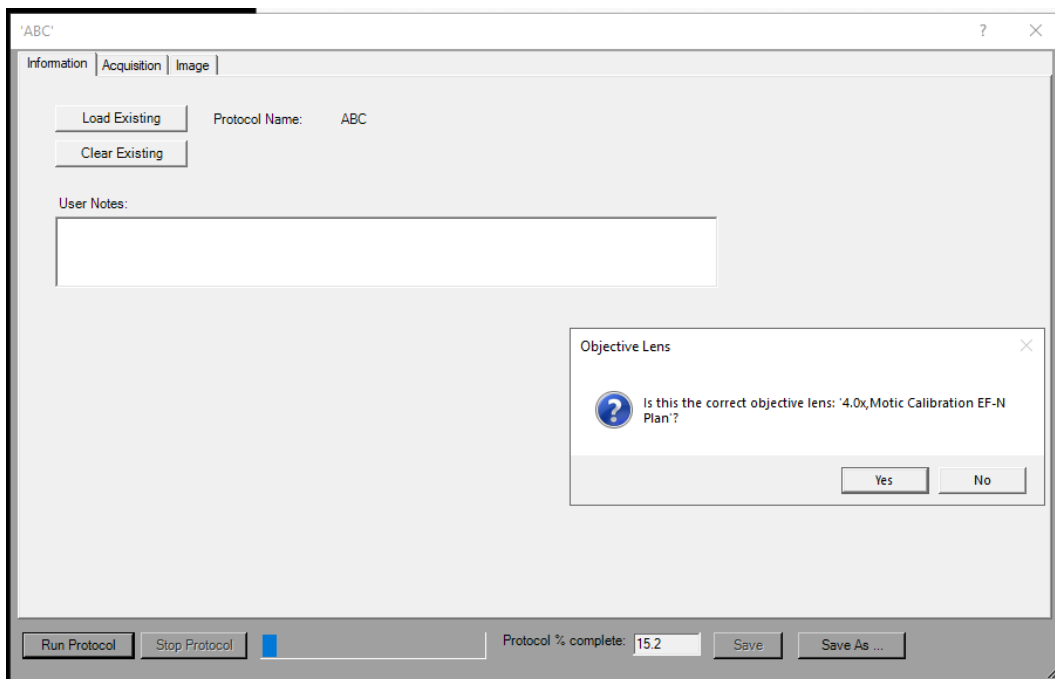 'ABC'
?
Information Acquisition Image
Load Existing Protocol Name: ABC
Clear Existing
User Notes:
Objective Lens
Is this the correct objective lens: '4.0x,Motic Calibration EF-N
Plan'?
Yes No
Run Protocol Stop Protocol Protocol % complete: 15.2 Save Save As ...